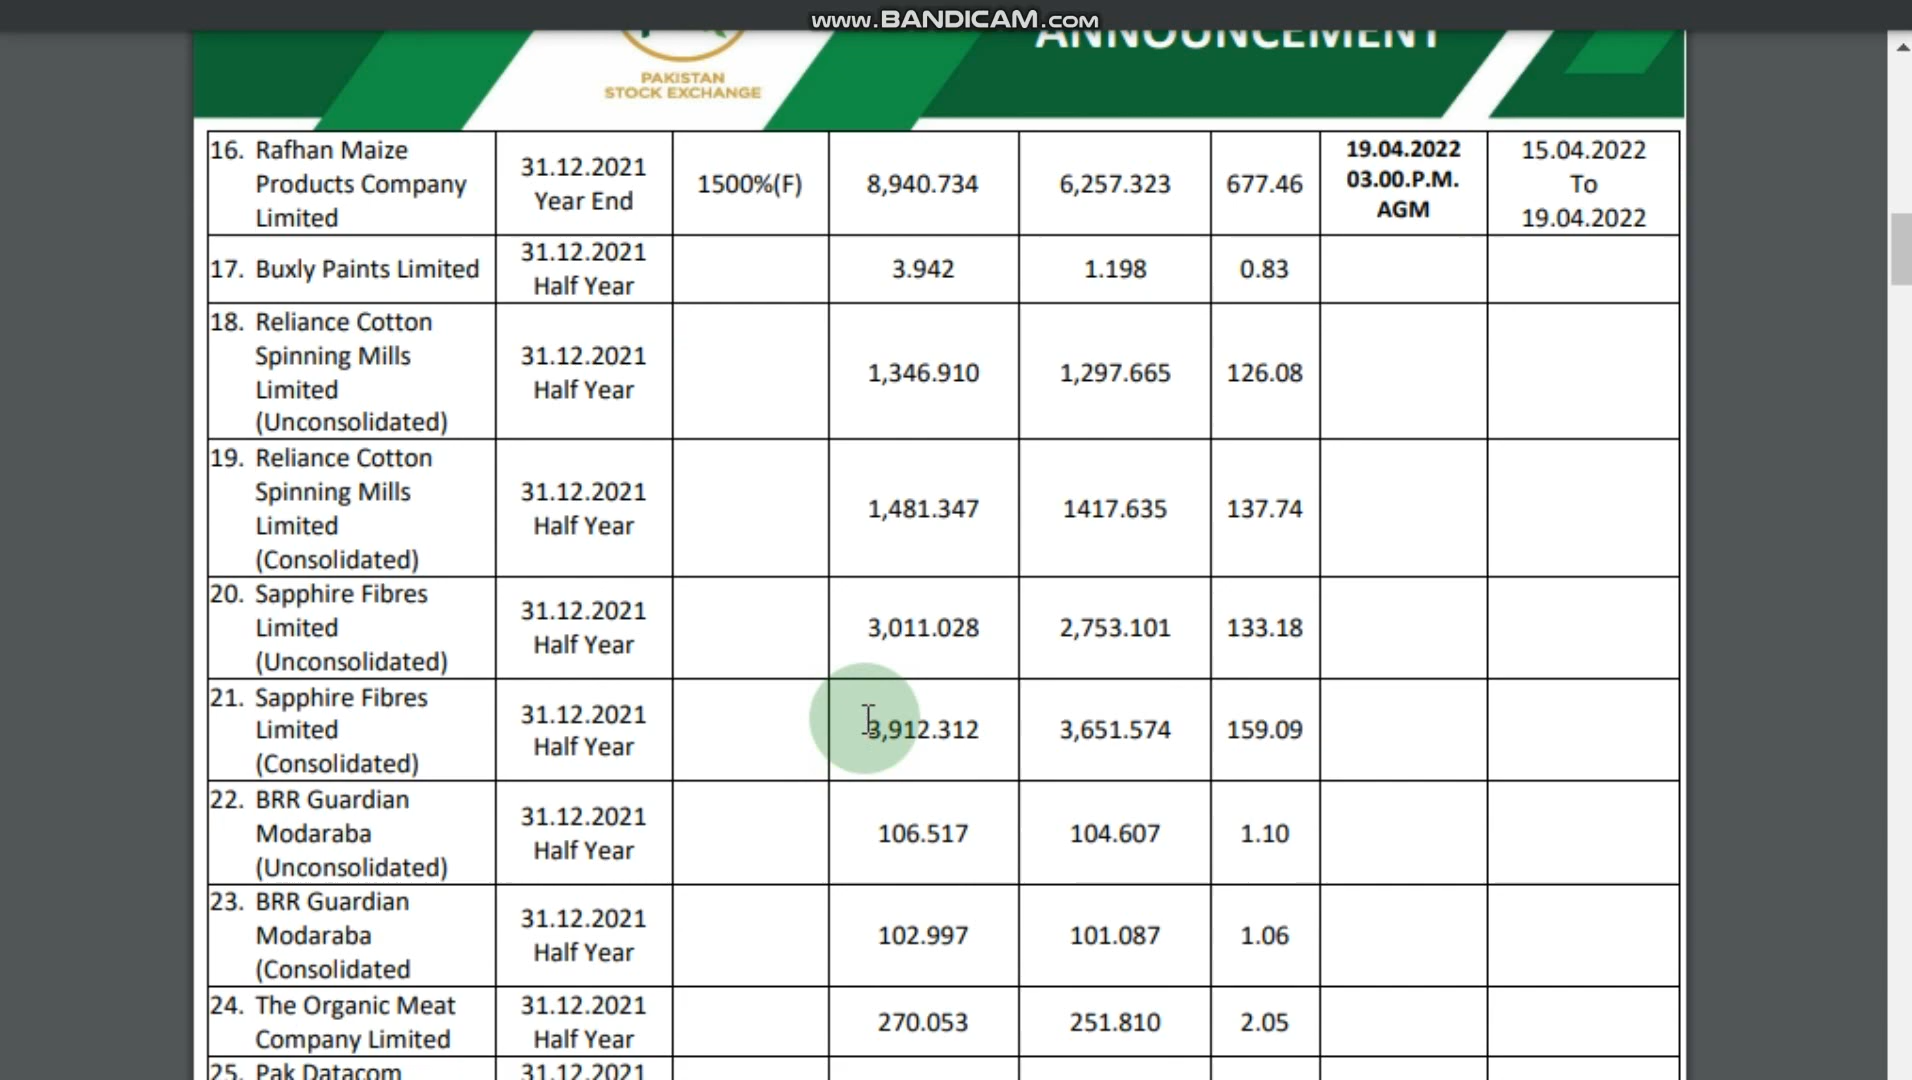 www.BANDICAM.com
ANNOUNCEMENT
PAKISTAN
STOCK EXCHANGE
16. Rafhan Maize
Products Company
Limited
31.12.2021
Year End
1500%(F)
8,940.734
6,257.323
677.46
19.04.2022
03.00.P.M.
AGM
15.04.2022
To
19.04.2022
17. Buxly Paints Limited
31.12.2021
Half Year
3.942
1.198
0.83
18. Reliance Cotton
Spinning Mills
Limited
(Unconsolidated)
31.12.2021
Half Year
1,346.910
1,297.665
126.08
19. Reliance Cotton
Spinning Mills
Limited
(Consolidated)
31.12.2021
Half Year
1,481.347
1417.635
137.74
20. Sapphire Fibres
Limited
(Unconsolidated)
31.12.2021
Half Year
3,011.028
2,753.101
133.18
21. Sapphire Fibres
Limited
(Consolidated)
31.12.2021
Half Year
3,912.312
3,651.574
159.09
22. BRR Guardian
Modaraba
(Unconsolidated)
31.12.2021
Half Year
106.517
104.607
1.10
23. BRR Guardian
Modaraba
(Consolidated
31.12.2021
Half Year
102.997
101.087
1.06
24. The Organic Meat
Company Limited
31.12.2021
Half Year
270.053
251.810
2.05
25. Pak Datacom
31.12.2021